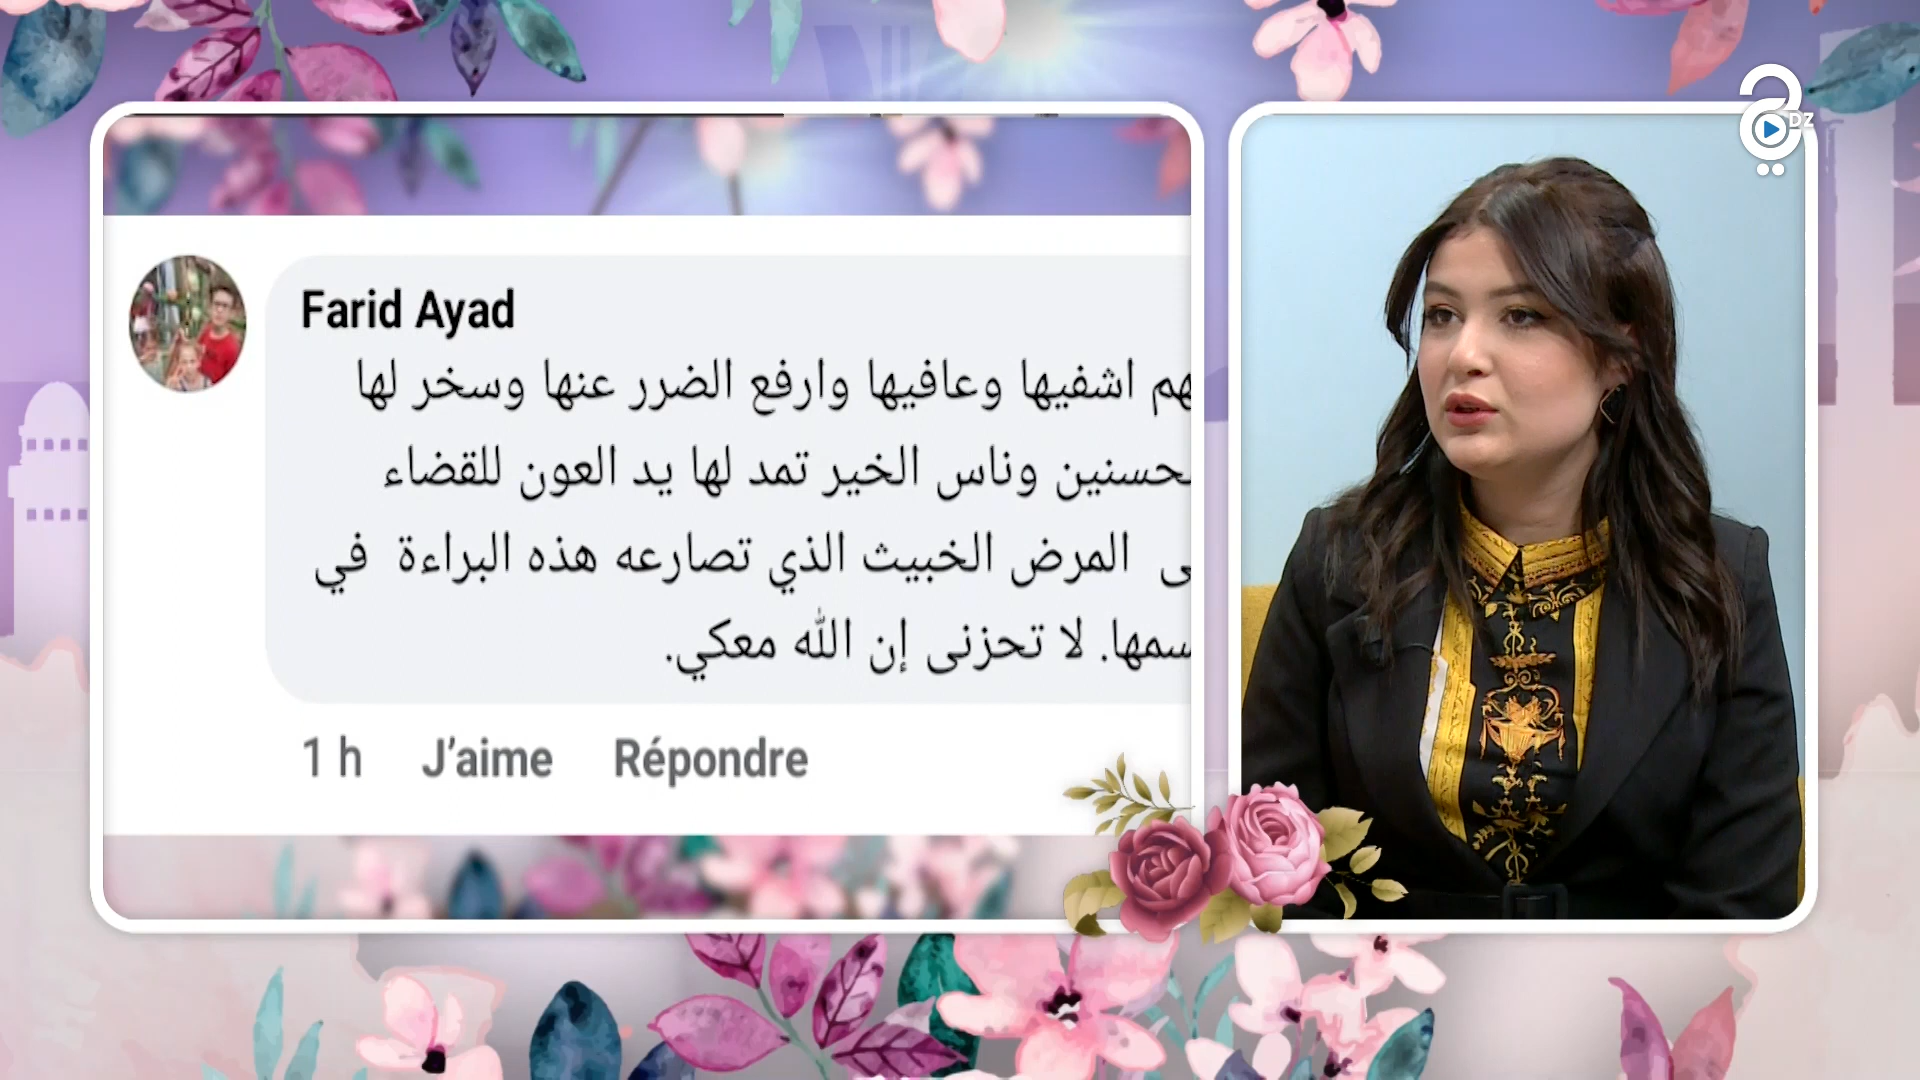 Farid Ayad
هم اشفيها وعافيها وارفع الضرر عنها وسخر لها
حسنين وناس الخير تمد لها يد العون للقضاء
ى المرض الخبيث الذي تصارعه هذه البراءة في
سمها. لا تحزنى إن الله معكي.
1 h J'aime Répondre
DZ